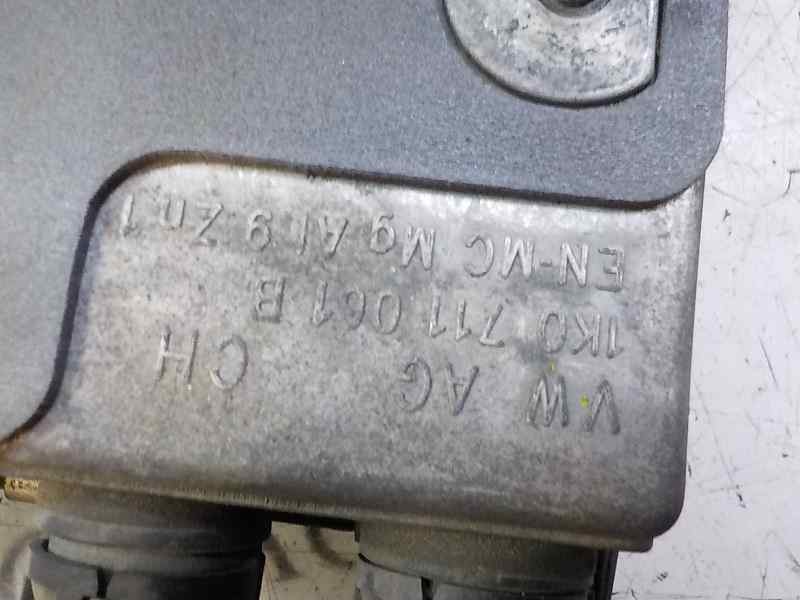 VW AG CH
1K0 711 061 B
EN-MC Mg Al 9 Zn 1